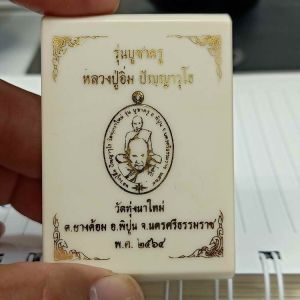 รุ่นบูชาครู
หลวงปู่อิ่ม ปัญญาวุโธ
วัดทุ่งนาใหม่
ต.ยางค้อม อ.พิปูน จ.นครศรีธรรมราช
พ.ศ. ๒๕๖๔